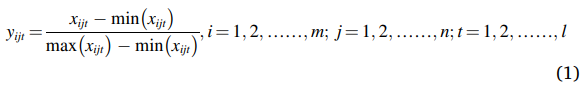 y_{ijt} = \frac{x_{ijt} - \min(x_{ijt})}{\max(x_{ijt}) - \min(x_{ijt})}, i = 1, 2, ……, m; j = 1, 2, ……, n; t = 1, 2, ……, l
(1)